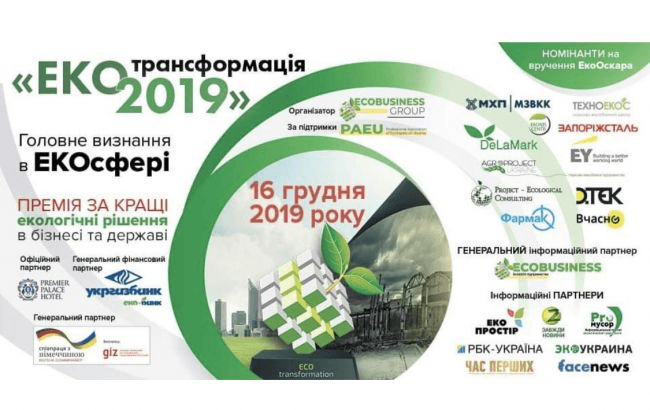 «ЕКОтрансформація
2019»
Головне визнання
в ЕКОсфері
ПРЕМІЯ ЗА КРАЩІ
екологічні рішення
в бізнесі та державі
Офіційний
партнер
PREMIER
PALACE
HOTEL
Генеральний фінансовий
партнер
укргазбанк
еко-банк
Генеральний партнер
співпраця з
НІМЕЧЧИНОЮ
giz
Організатор
ECOBUSINESS
GROUP
За підтримки
PAEU
16 грудня
2019 року
ECO
transformation
НОМІНАНТИ на
вручення ЕкоОскара
МХП
МЗВКК
ТЕХНОЕКОС
DeLaMark
ЗАПОРІЖСТАЛЬ
AGROPROJECT
EY
Building a better
working world
Project - Ecological
Consulting
ДТЕК
Фармак
Вчасно
ГЕНЕРАЛЬНИЙ інформаційний партнер
ECOBUSINESS
Інформаційні ПАРТНЕРИ
ЕКО
ПРОСТІР
ЗАВЖДИ
НОВИНИ
Pro
мусор
РБК-УКРАЇНА
ЭКОУКРАИНА
ЧАС ПЕРШИХ
facenews